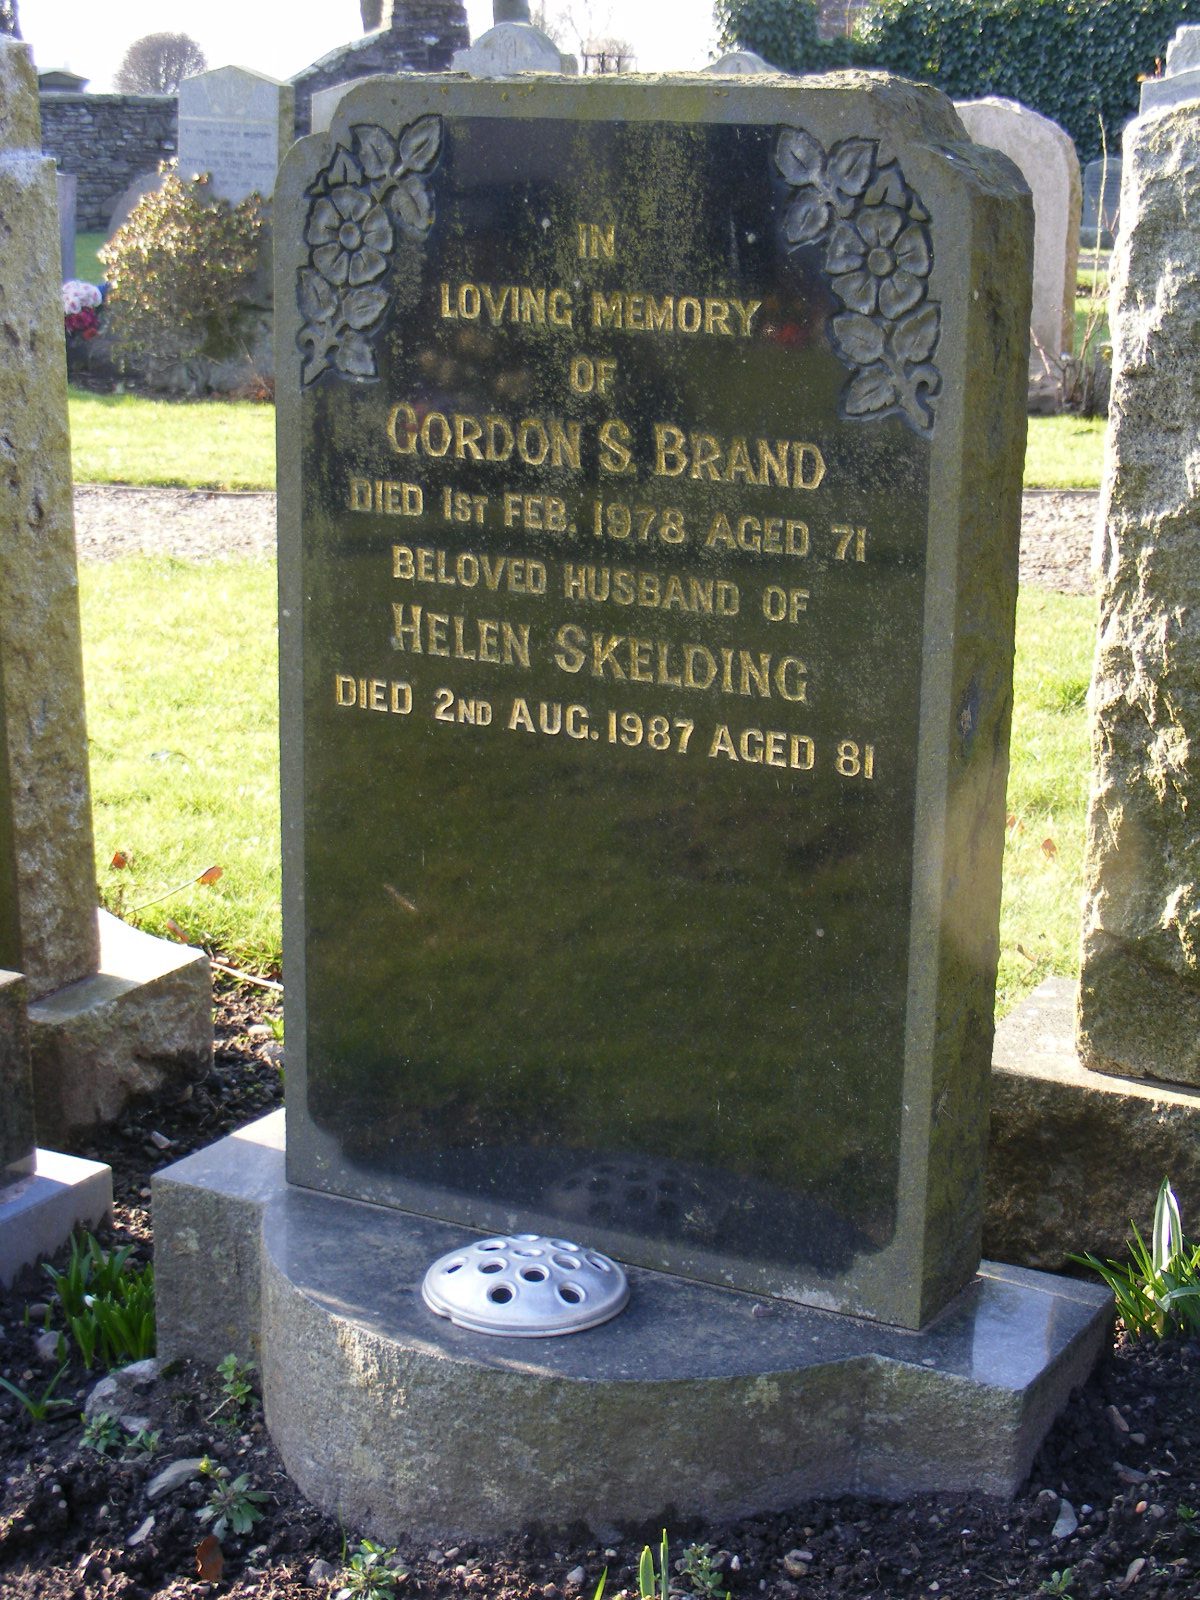 IN
LOVING MEMORY
OF
GORDON S. BRAND
DIED 1ST FEB. 1978 AGED 71
BELOVED HUSBAND OF
HELEN SKELDING
DIED 2ND AUG. 1987 AGED 81